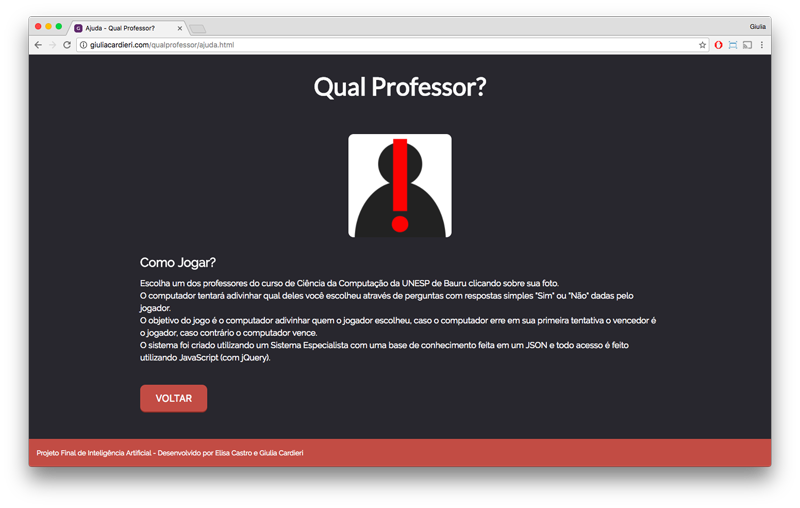 Ajuda - Qual Professor?
Giulia
giuliacardieri.com/qualprofessor/ajuda.html
Qual Professor?
Como Jogar?
Escolha um dos professores do curso de Ciência da Computação da UNESP de Bauru clicando sobre sua foto.
O computador tentará adivinhar qual deles você escolheu através de perguntas com respostas simples "Sim" ou "Não" dadas pelo
jogador.
O objetivo do jogo é o computador adivinhar quem o jogador escolheu, caso o computador erre em sua primeira tentativa o vencedor é
o jogador, caso contrário o computador vence.
O sistema foi criado utilizando um Sistema Especialista com uma base de conhecimento feita em um JSON e todo acesso é feito
utilizando JavaScript (com jQuery).
VOLTAR
Projeto Final de Inteligência Artificial - Desenvolvido por Elisa Castro e Giulia Cardieri